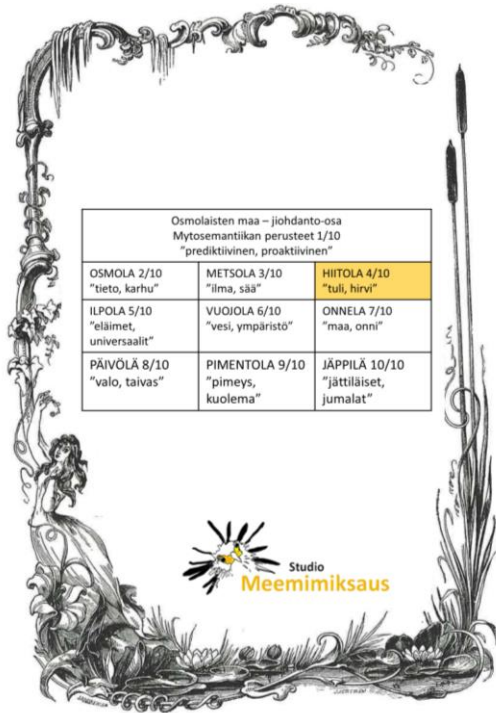 Osmolaisten maa – jiohdanto-osa
Mytosemantiikan perusteet 1/10
”prediktiivinen, proaktiivinen”
OSMOLA 2/10
”tieto, karhu”
METSOLA 3/10
”ilma, sää”
HIITOLA 4/10
”tuli, hirvi”
ILPOLA 5/10
”eläimet,
universaalit”
VUOJOLA 6/10
”vesi, ympäristö”
ONNELA 7/10
”maa, onni”
PÄIVÖLÄ 8/10
”valo, taivas”
PIMENTOLA 9/10
”pimeys,
kuolema”
JÄPPILÄ 10/10
”jättiläiset,
jumalat”
Studio
Meemimiksaus